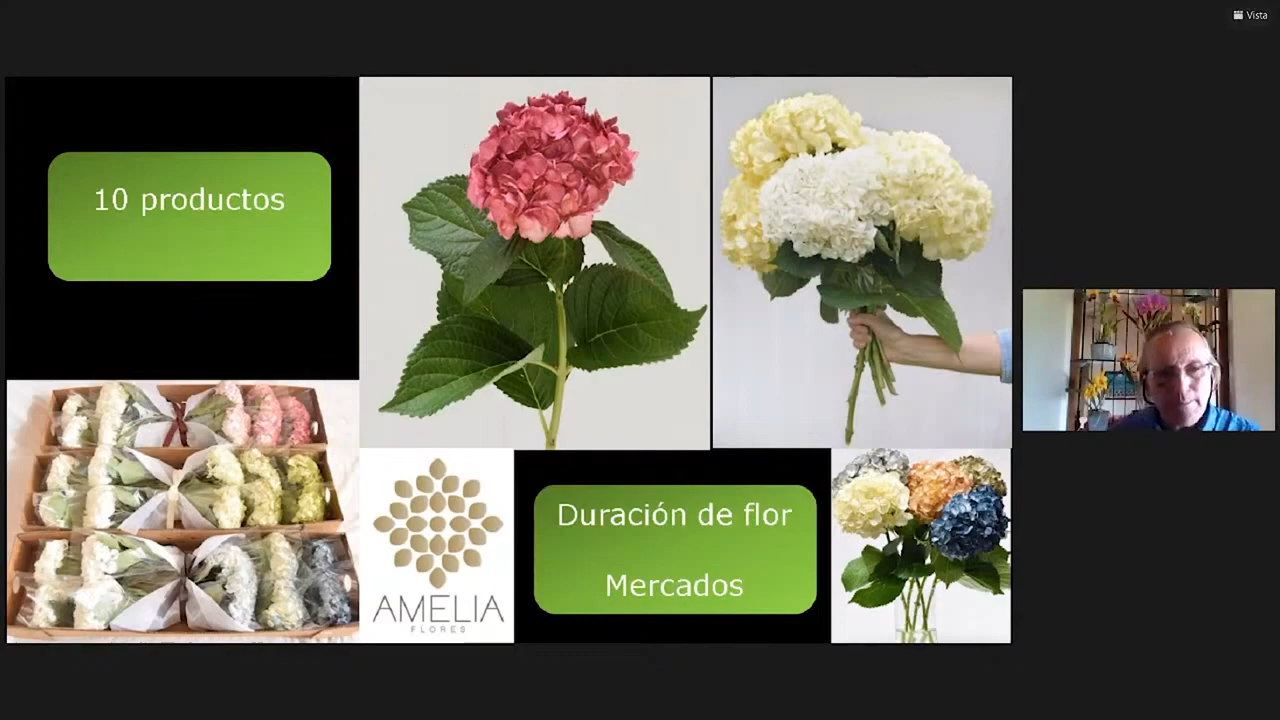 Vista
10 productos
Duración de flor
Mercados
AMELIA
FLORES